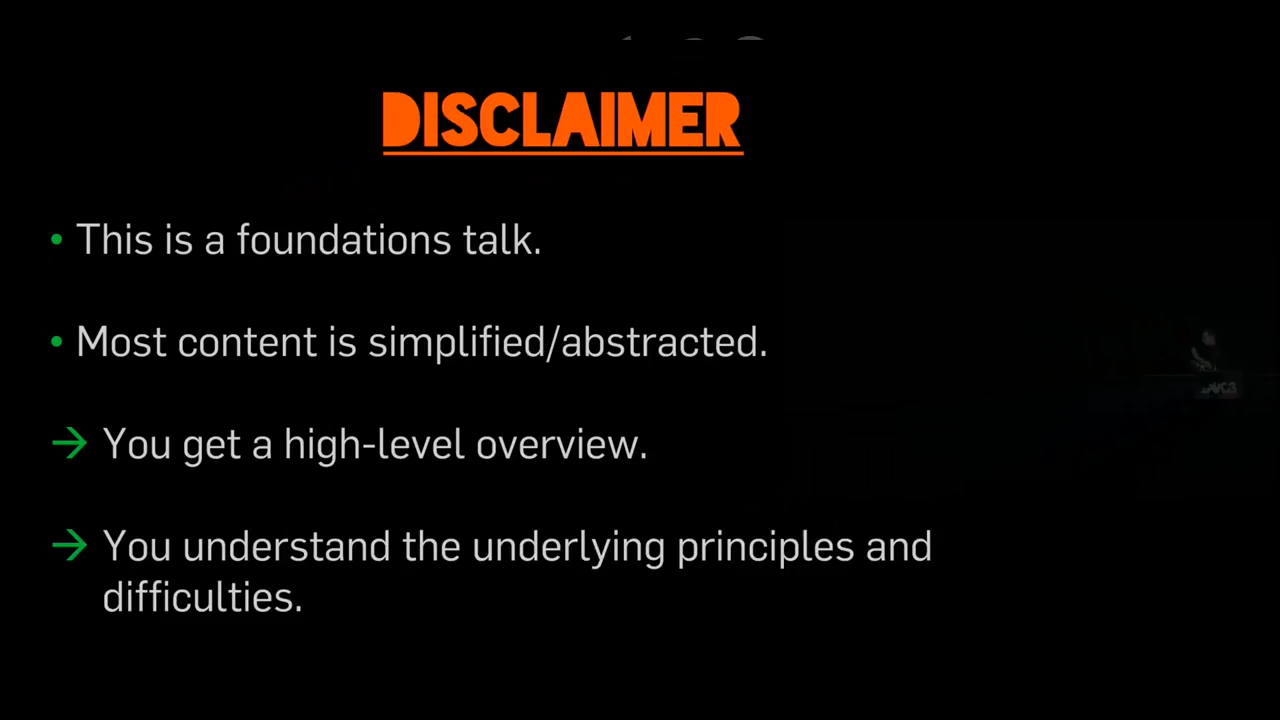 DISCLAIMER
• This is a foundations talk.
• Most content is simplified/abstracted.
→ You get a high-level overview.
→ You understand the underlying principles and
difficulties.